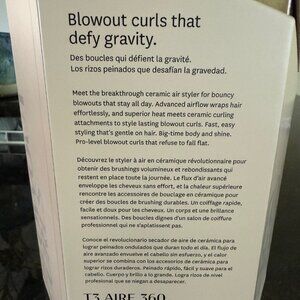 Blowout curls that
defy gravity.
Des boucles qui défient la gravité.
Los rizos peinados que desafían la gravedad.
Meet the breakthrough ceramic air styler for bouncy
blowouts that stay all day. Advanced airflow wraps hair
effortlessly, and superior heat meets ceramic curling
attachments to style lasting blowout curls. Fast, easy
styling that's gentle on hair. Big-time body and shine.
Pro-level blowout curls that refuse to fall flat.
Découvrez le styler à air en céramique révolutionnaire pour
obtenir des brushings volumineux et rebondissants qui
restent en place toute la journée. Le flux d'air avancé
enveloppe les cheveux sans effort, et la chaleur supérieure
rencontre les accessoires de bouclage en céramique pour
créer des boucles de brushing durables. Un coiffage rapide,
facile et doux pour les cheveux. Un corps et une brillance
sensationnels. Des boucles dignes d'un salon de coiffure
professionnel qui ne s'aplatissent pas.
Conoce el revolucionario secador de aire de cerámica para
lograr peinados ondulados que duran todo el día. El flujo de
aire avanzado envuelve el cabello sin esfuerzo, y el calor
superior se combina con los accesorios de cerámica para
lograr rizos duraderos. Peinado rápido, fácil y suave para el
cabello. Cuerpo y brillo a lo grande. Logra rizos de nivel
profesional que se niegan a desaparecer.
T3 AIRE 360